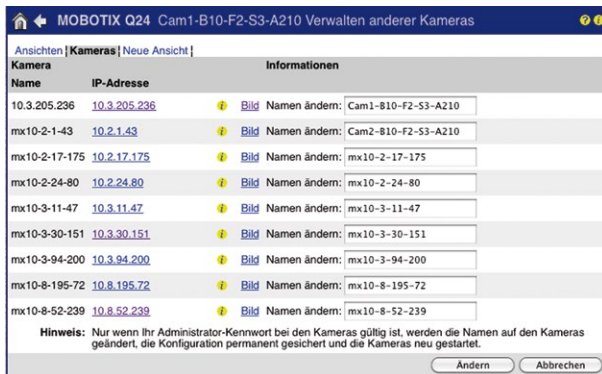 MOBOTIX Q24 Cam1-B10-F2-S3-A210 Verwalten anderer Kameras
Ansichten | Kameras | Neue Ansicht |
Kamera Informationen
Name IP-Adresse
10.3.205.236 10.3.205.236 i Bild Namen ändern: Cam1-B10-F2-S3-A210
mx10-2-1-43 10.2.1.43 i Bild Namen ändern: Cam2-B10-F2-S3-A210
mx10-2-17-175 10.2.17.175 i Bild Namen ändern: mx10-2-17-175
mx10-2-24-80 10.2.24.80 i Bild Namen ändern: mx10-2-24-80
mx10-3-11-47 10.3.11.47 i Bild Namen ändern: mx10-3-11-47
mx10-3-30-151 10.3.30.151 i Bild Namen ändern: mx10-3-30-151
mx10-3-94-200 10.3.94.200 i Bild Namen ändern: mx10-3-94-200
mx10-8-195-72 10.8.195.72 i Bild Namen ändern: mx10-8-195-72
mx10-8-52-239 10.8.52.239 i Bild Namen ändern: mx10-8-52-239
Hinweis: Nur wenn Ihr Administrator-Kennwort bei den Kameras gültig ist, werden die Namen auf den Kameras
geändert, die Konfiguration permanent gesichert und die Kameras neu gestartet.
Ändern Abbrechen